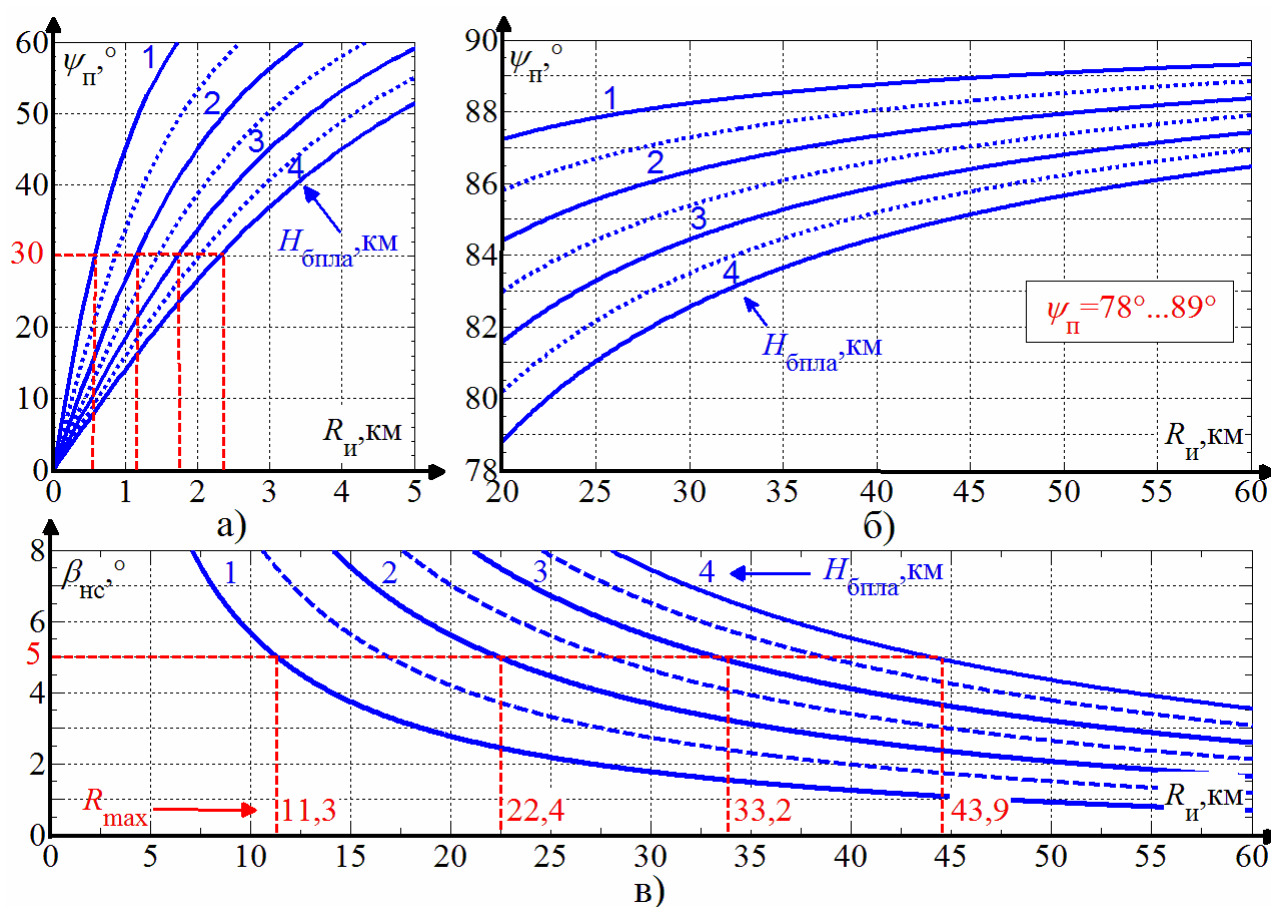 ψп,°
60
50
40
30
20
10
0
0 1 2 3 4 5
1
2
3
4
Hбпла,км
Rи,км
а)
ψп,°
90
88
86
84
82
80
78
20 25 30 35 40 45 50 55 60
1
2
3
4
Hбпла,км
ψп=78°...89°
Rи,км
б)
βнс,°
8
6
5
4
2
0
0 5 10 15 20 25 30 35 40 45 50 55 60
1
2
3
4
Hбпла,км
Rmax
11,3
22,4
33,2
43,9
Rи,км
в)